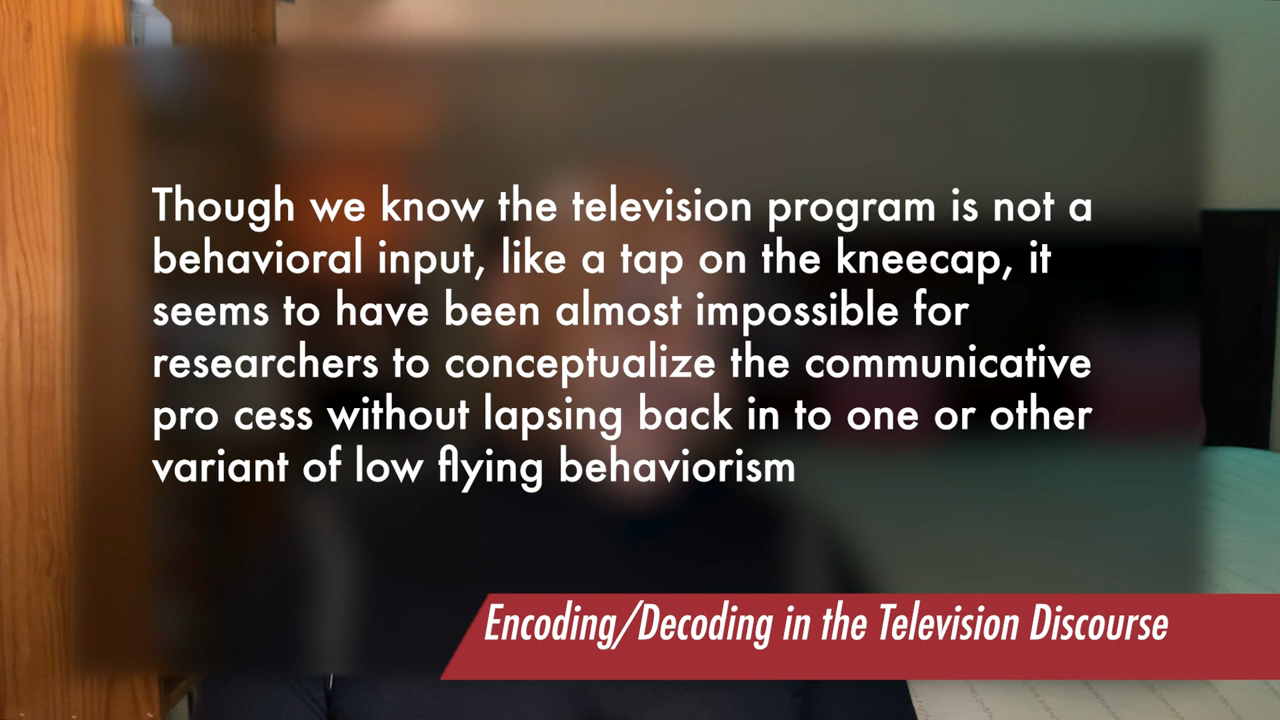 Though we know the television program is not a
behavioral input, like a tap on the kneecap, it
seems to have been almost impossible for
researchers to conceptualize the communicative
pro cess without lapsing back in to one or other
variant of low flying behaviorism
Encoding/Decoding in the Television Discourse